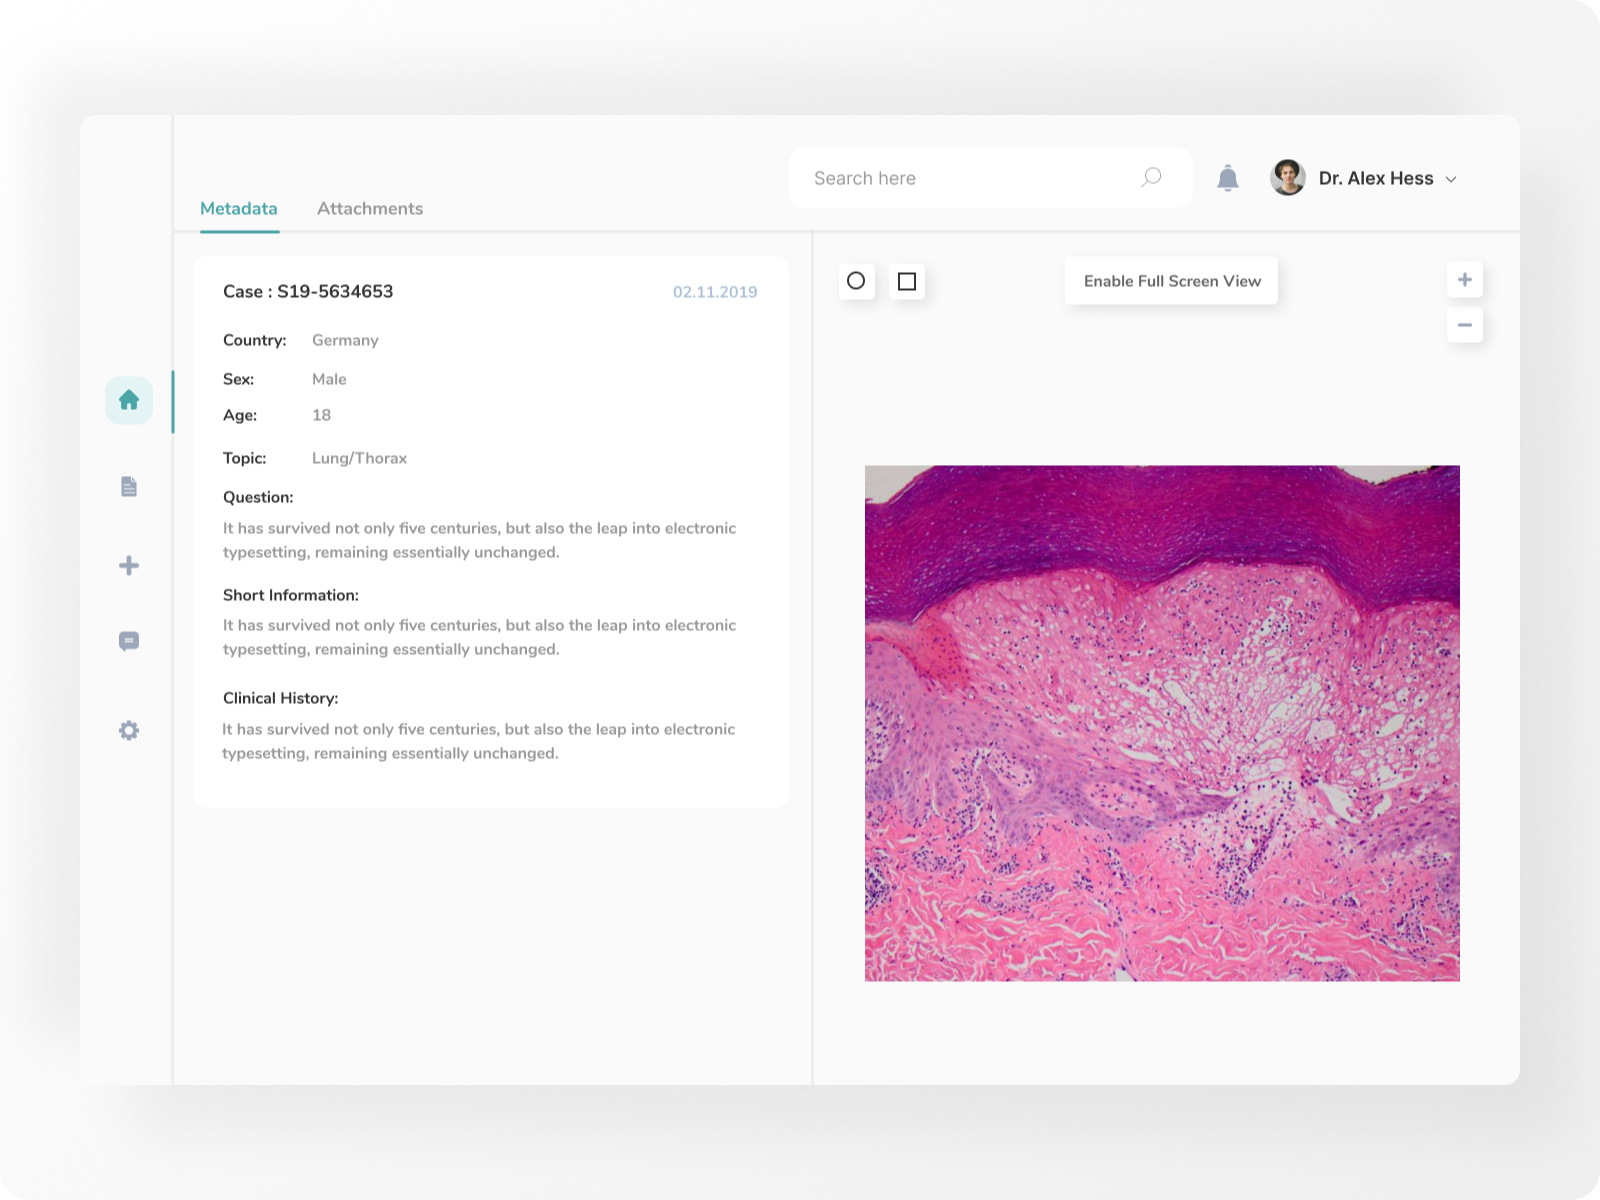 Search here
Dr. Alex Hess
Metadata
Attachments
Case : S19-5634653
02.11.2019
Country: Germany
Sex: Male
Age: 18
Topic: Lung/Thorax
Question:
It has survived not only five centuries, but also the leap into electronic
typesetting, remaining essentially unchanged.
Short Information:
It has survived not only five centuries, but also the leap into electronic
typesetting, remaining essentially unchanged.
Clinical History:
It has survived not only five centuries, but also the leap into electronic
typesetting, remaining essentially unchanged.
Enable Full Screen View